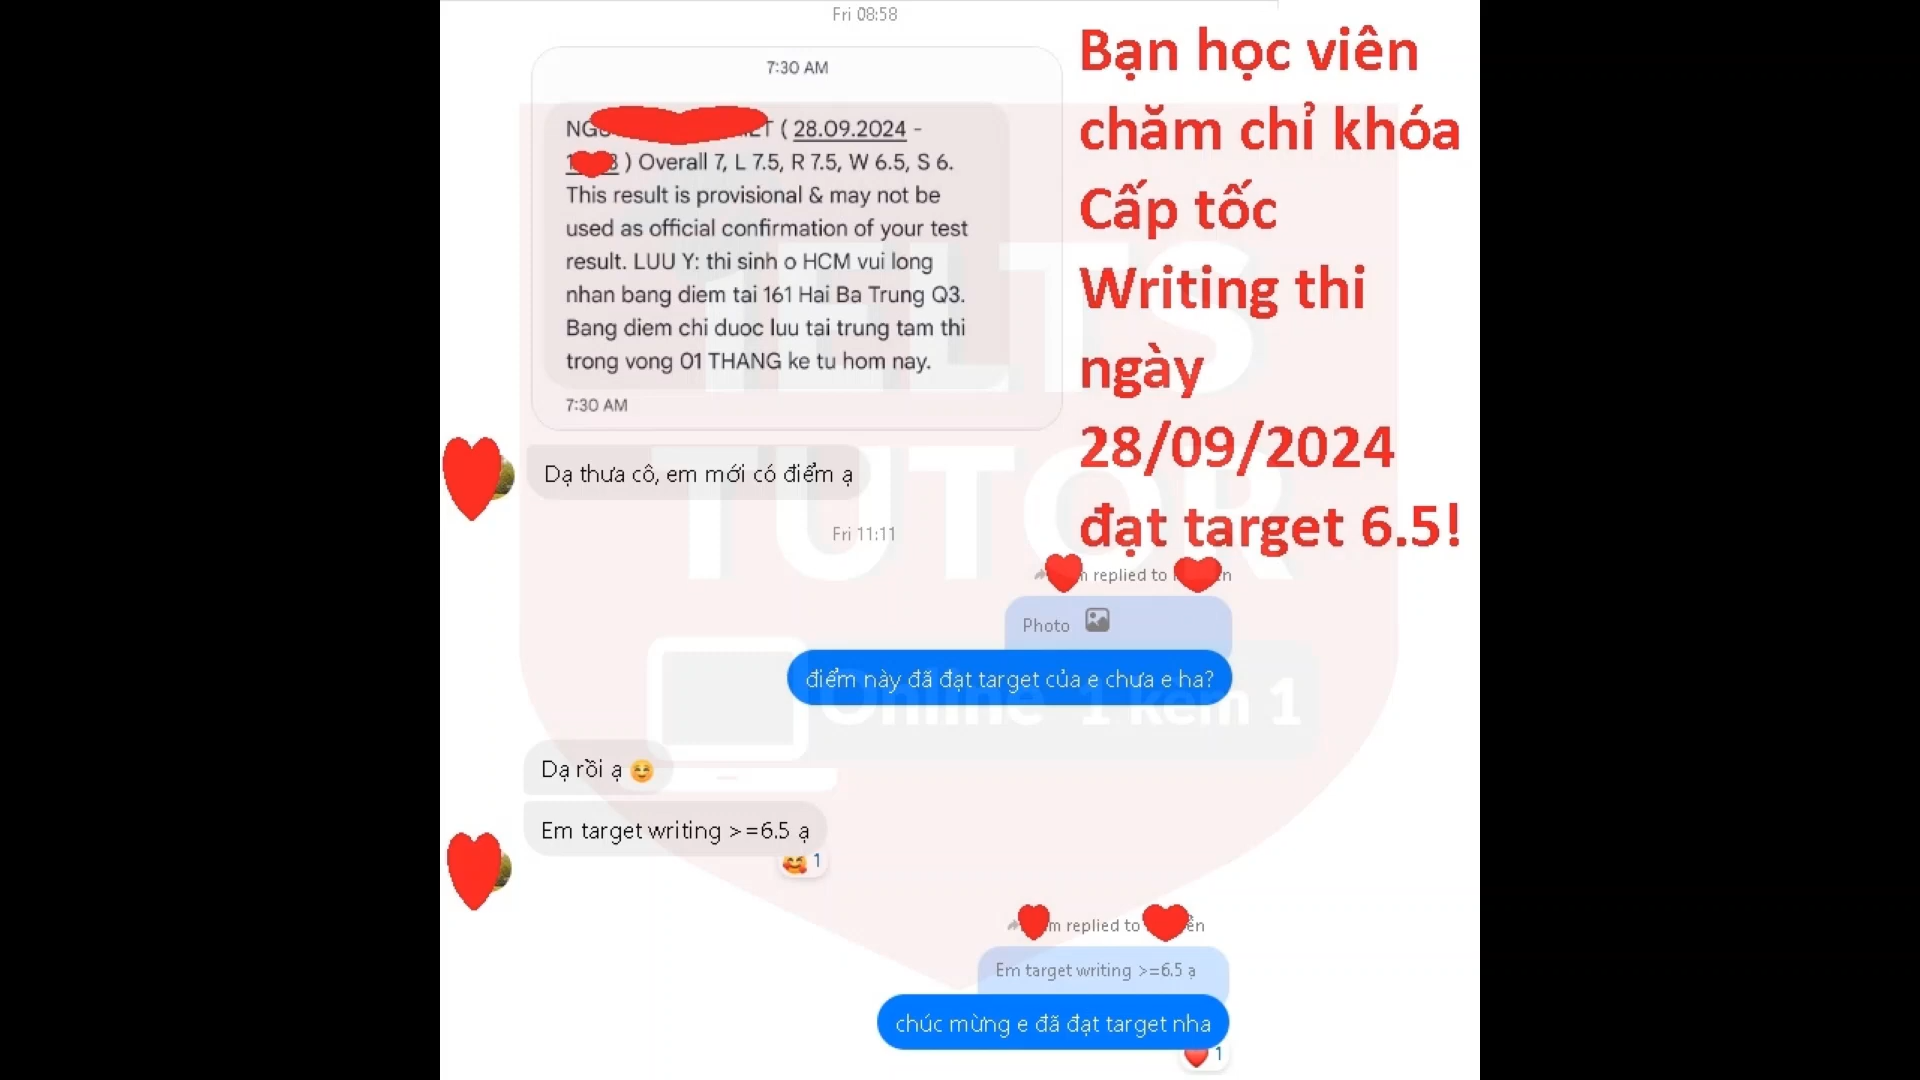 Fri 08:58
Bạn học viên
chăm chỉ khóa
Cấp tốc
Writing thi
ngày
28/09/2024
đạt target 6.5!
7:30 AM
( 28.09.2024 -
) Overall 7, L 7.5, R 7.5, W 6.5, S 6.
This result is provisional & may not be
used as official confirmation of your test
result. LUU Y: thi sinh o HCM vui long
nhan bang diem tai 161 Hai Ba Trung Q3.
Bang diem chi duoc luu tai trung tam thi
trong vong 01 THANG ke tu hom nay.
7:30 AM
Dạ thưa cô, em mới có điểm ạ
Fri 11:11
replied to
Photo
điểm này đã đạt target của e chưa e ha?
Dạ rồi ạ
Em target writing >=6.5 ạ
1
replied to
Em target writing >=6.5 ạ
chúc mừng e đã đạt target nha
1
IELTS
TUTOR
Online 1 kèm 1